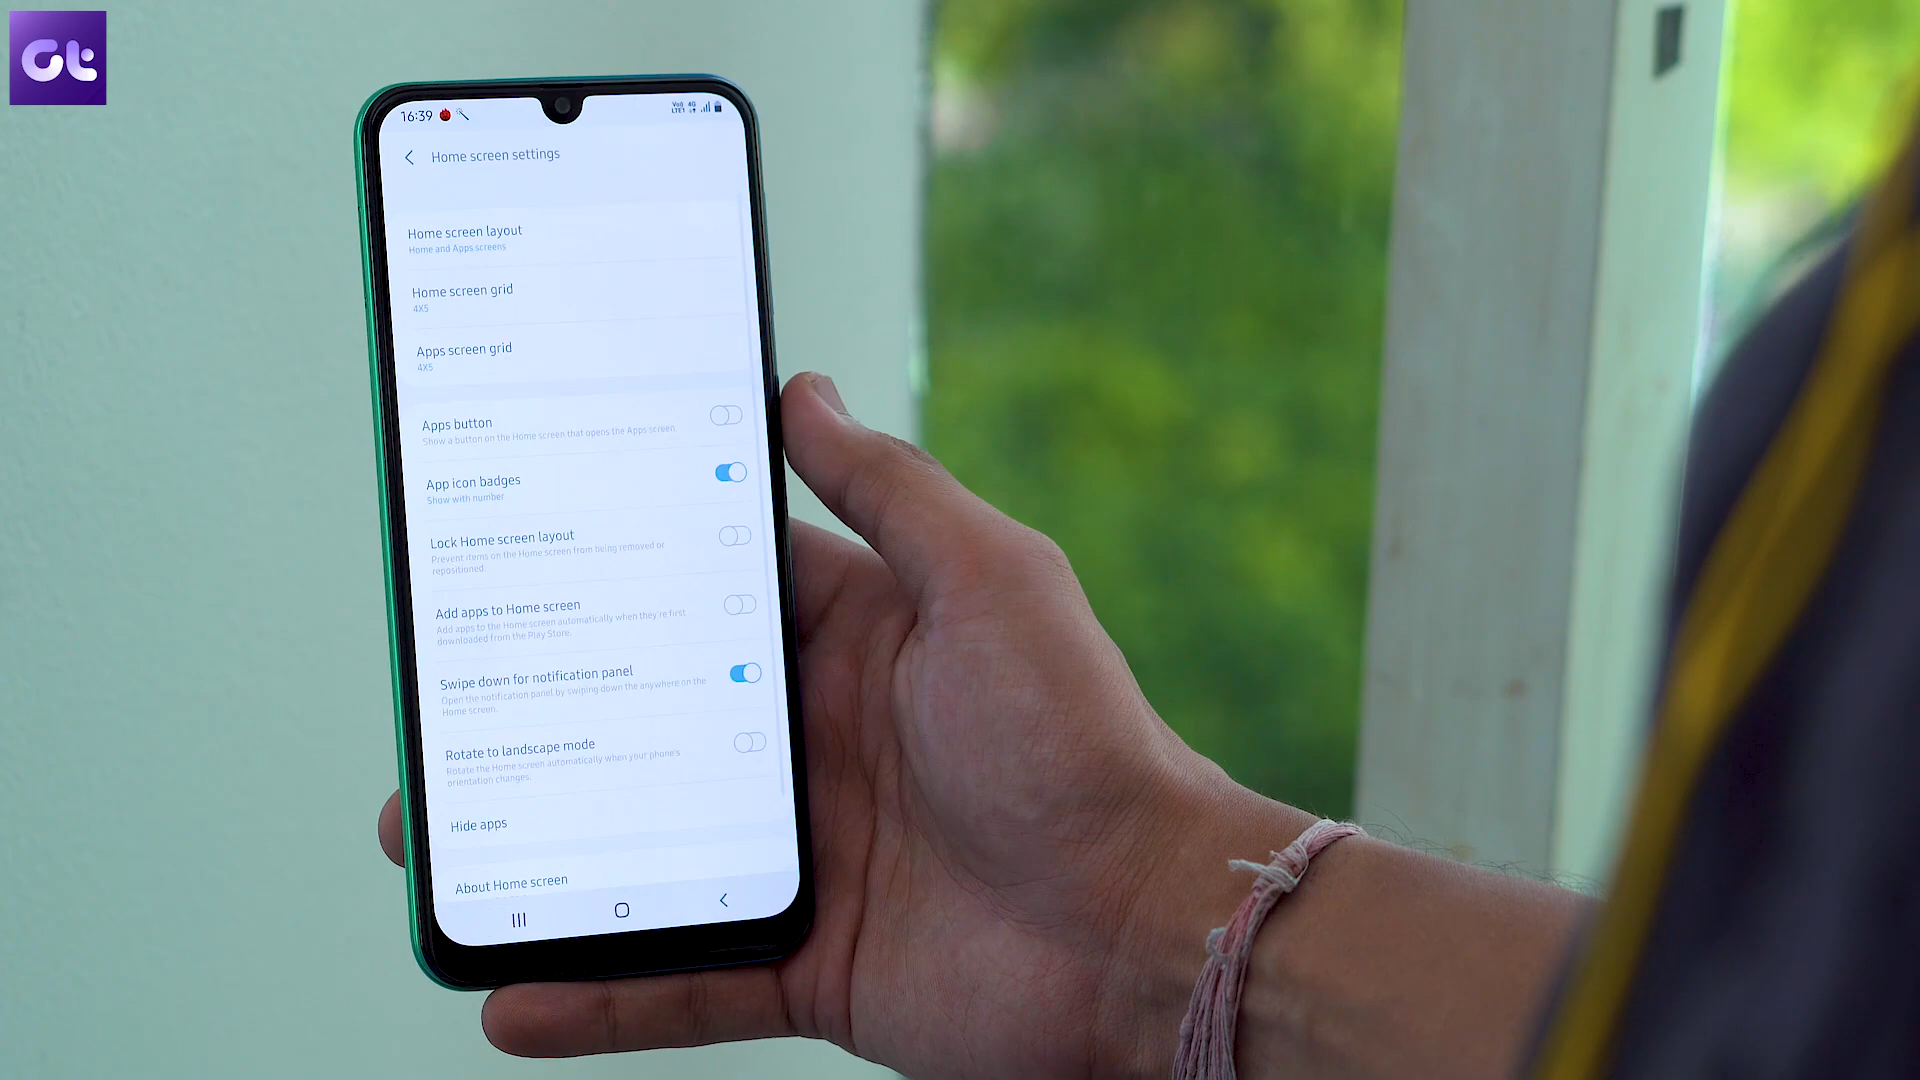 Gt
16:39
Voě 4G
LTE1
Home screen settings
Home screen layout
Home and Apps screens
Home screen grid
4X5
Apps screen grid
4X5
Apps button
Show a button on the Home screen that opens the Apps screen.
App icon badges
Show with number
Lock Home screen layout
Prevent items on the Home screen from being removed or
repositioned.
Add apps to Home screen
Add apps to the Home screen automatically when they're first
downloaded from the Play Store.
Swipe down for notification panel
Open the notification panel by swiping down the anywhere on the
Home screen.
Rotate to landscape mode
Rotate the Home screen automatically when your phone's
orientation changes.
Hide apps
About Home screen